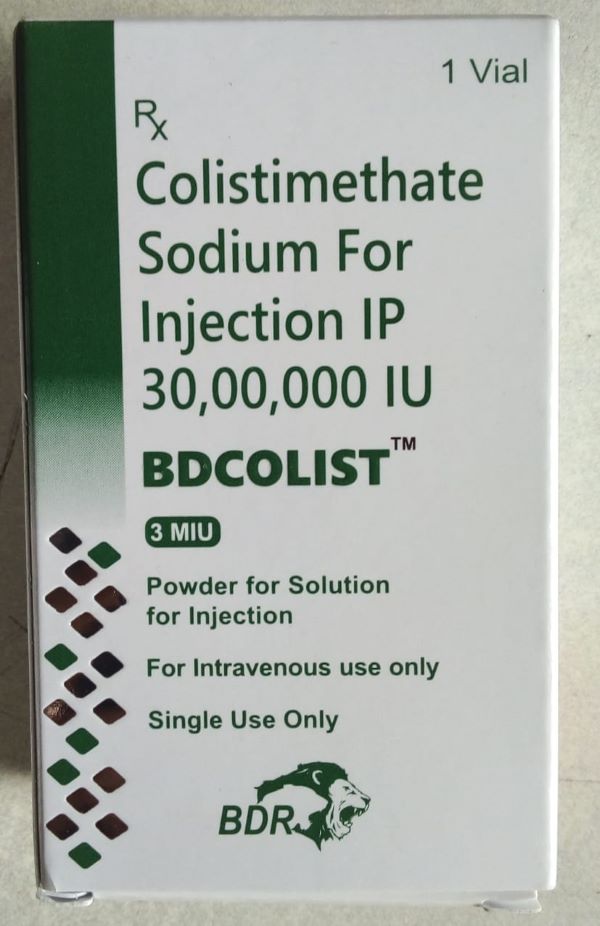 1 Vial
Rx
Colistimethate
Sodium For
Injection IP
30,00,000 IU
BDCOLIST™
3 MIU
Powder for Solution
for Injection
For Intravenous use only
Single Use Only
BDR